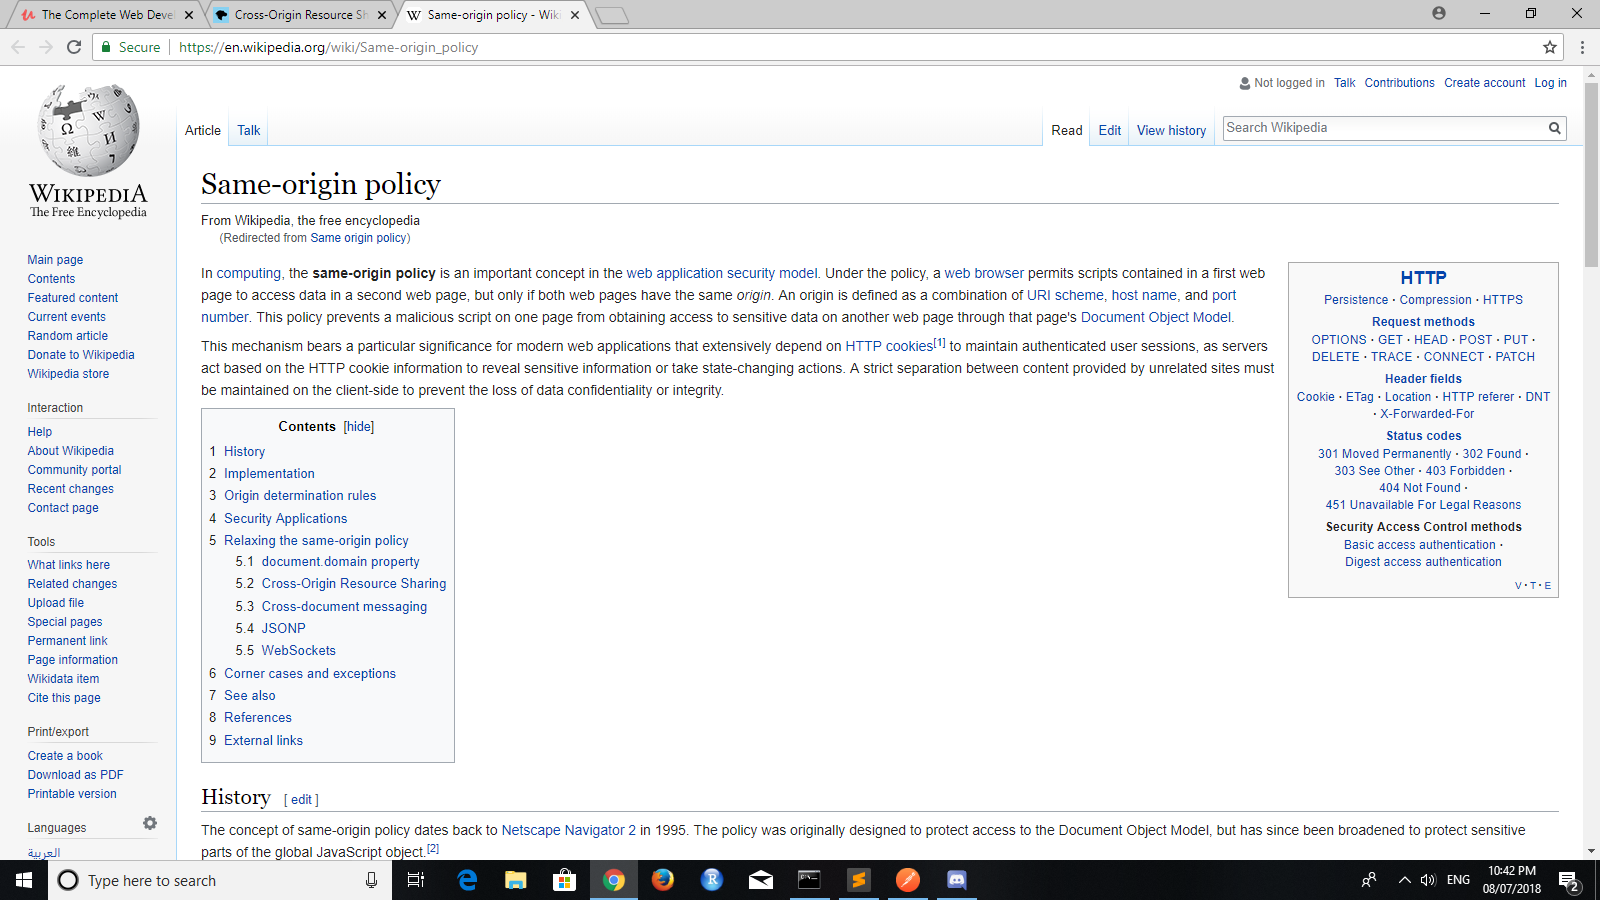 The Complete Web Deve
Cross-Origin Resource Sh
Same-origin policy - Wiki
Secure
https://en.wikipedia.org/wiki/Same-origin_policy
Not logged in Talk Contributions Create account Log in
Article Talk
Read Edit View history
Search Wikipedia
WIKIPEDIA
The Free Encyclopedia
Main page
Contents
Featured content
Current events
Random article
Donate to Wikipedia
Wikipedia store
Interaction
Help
About Wikipedia
Community portal
Recent changes
Contact page
Tools
What links here
Related changes
Upload file
Special pages
Permanent link
Page information
Wikidata item
Cite this page
Print/export
Create a book
Download as PDF
Printable version
Languages
العربية
Same-origin policy
From Wikipedia, the free encyclopedia
(Redirected from Same origin policy)
In computing, the same-origin policy is an important concept in the web application security model. Under the policy, a web browser permits scripts contained in a first web
page to access data in a second web page, but only if both web pages have the same origin. An origin is defined as a combination of URI scheme, host name, and port
number. This policy prevents a malicious script on one page from obtaining access to sensitive data on another web page through that page's Document Object Model.
This mechanism bears a particular significance for modern web applications that extensively depend on HTTP cookies[1] to maintain authenticated user sessions, as servers
act based on the HTTP cookie information to reveal sensitive information or take state-changing actions. A strict separation between content provided by unrelated sites must
be maintained on the client-side to prevent the loss of data confidentiality or integrity.
Contents [hide]
1 History
2 Implementation
3 Origin determination rules
4 Security Applications
5 Relaxing the same-origin policy
5.1 document.domain property
5.2 Cross-Origin Resource Sharing
5.3 Cross-document messaging
5.4 JSONP
5.5 WebSockets
6 Corner cases and exceptions
7 See also
8 References
9 External links
HTTP
Persistence · Compression · HTTPS
Request methods
OPTIONS · GET · HEAD · POST · PUT ·
DELETE · TRACE · CONNECT · PATCH
Header fields
Cookie · ETag · Location · HTTP referer · DNT
· X-Forwarded-For
Status codes
301 Moved Permanently · 302 Found ·
303 See Other · 403 Forbidden ·
404 Not Found ·
451 Unavailable For Legal Reasons
Security Access Control methods
Basic access authentication ·
Digest access authentication
V · T · E
History [ edit ]
The concept of same-origin policy dates back to Netscape Navigator 2 in 1995. The policy was originally designed to protect access to the Document Object Model, but has since been broadened to protect sensitive
parts of the global JavaScript object.[2]
Type here to search
ENG
10:42 PM
08/07/2018
2